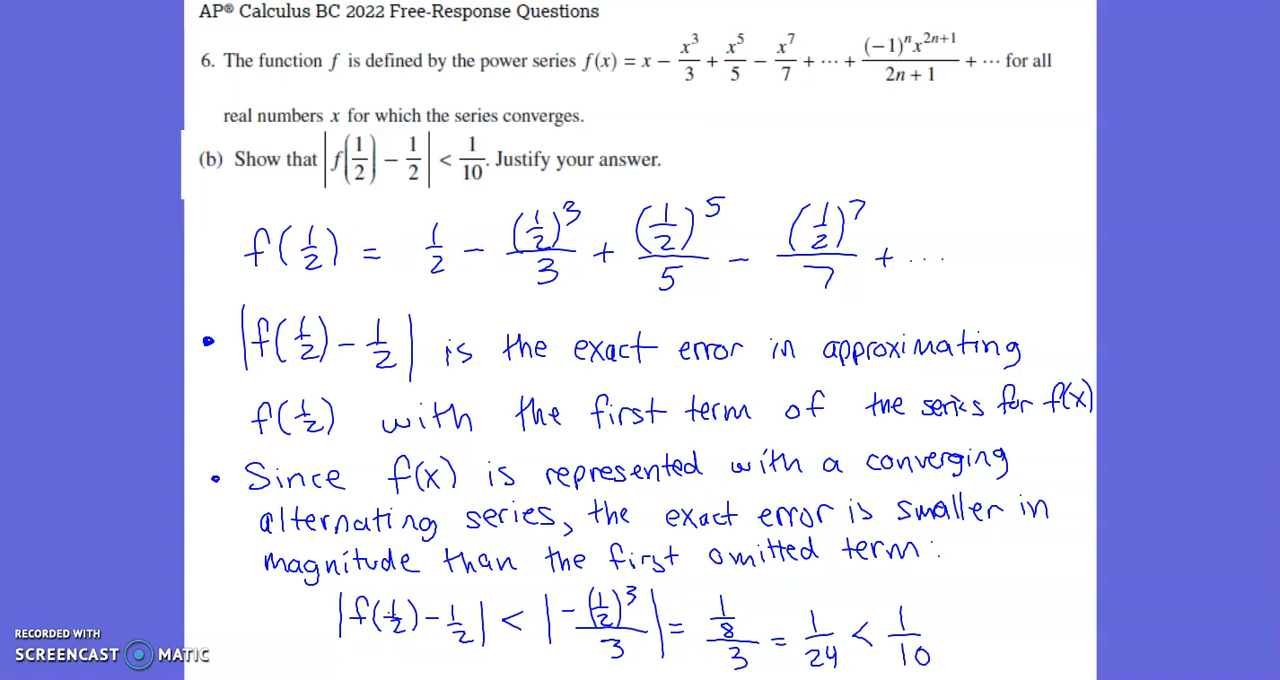 AP® Calculus BC 2022 Free-Response Questions
6. The function f is defined by the power series f(x) = x − x^3/3 + x^5/5 − x^7/7 + ⋯ + (−1)^n x^{2n+1}/(2n + 1) + ⋯ for all
real numbers x for which the series converges.
(b) Show that |f(1/2) − 1/2| < 1/10. Justify your answer.
f(1/2) = 1/2 − (1/2)^3/3 + (1/2)^5/5 − (1/2)^7/7 + ...
• |f(1/2) − 1/2| is the exact error in approximating
f(1/2) with the first term of the series for f(x)
• Since f(x) is represented with a converging
alternating series, the exact error is smaller in
magnitude than the first omitted term:
|f(1/2) − 1/2| < |−(1/2)^3/3| = (1/8)/3 = 1/24 < 1/10
RECORDED WITH
SCREENCAST MATIC